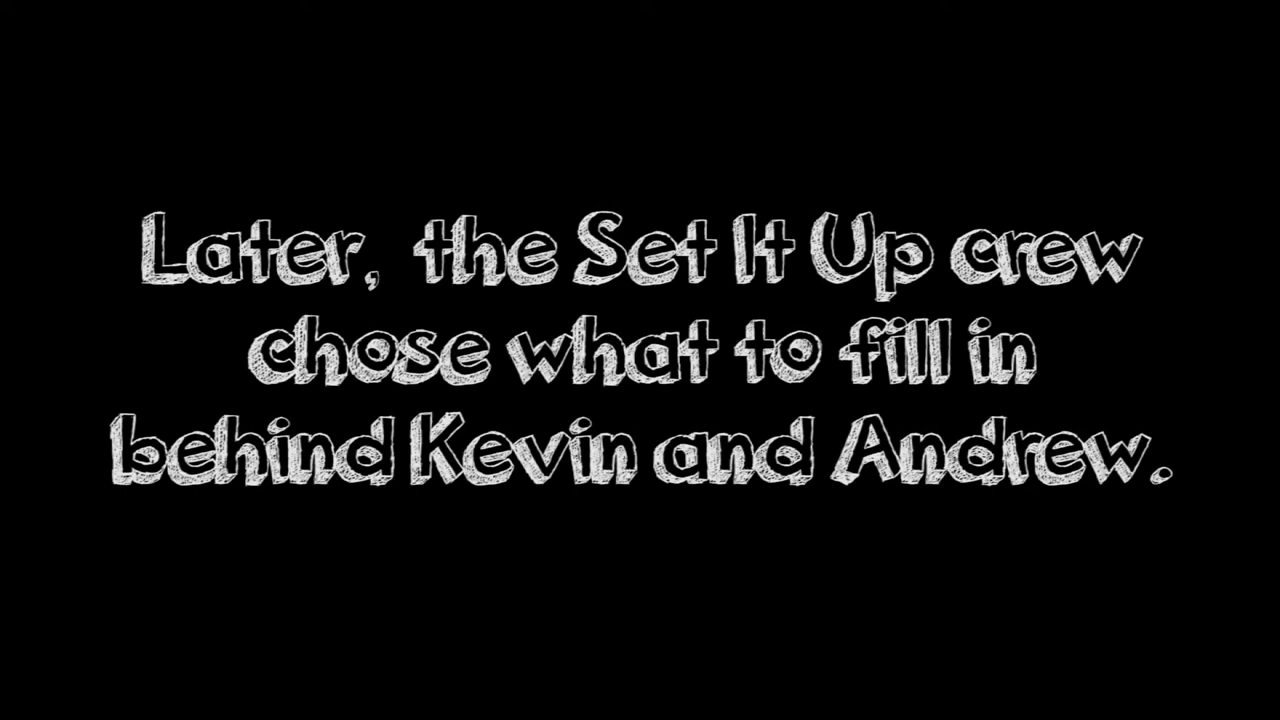 Later, the Set It Up crew
chose what to fill in
behind Kevin and Andrew.